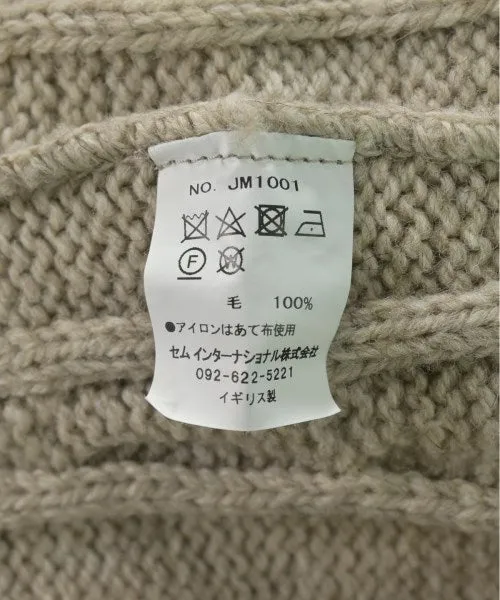 NO. JM1001
F
W
毛 100%
●アイロンはあて布使用
セム インターナショナル株式会社
092-622-5221
イギリス製